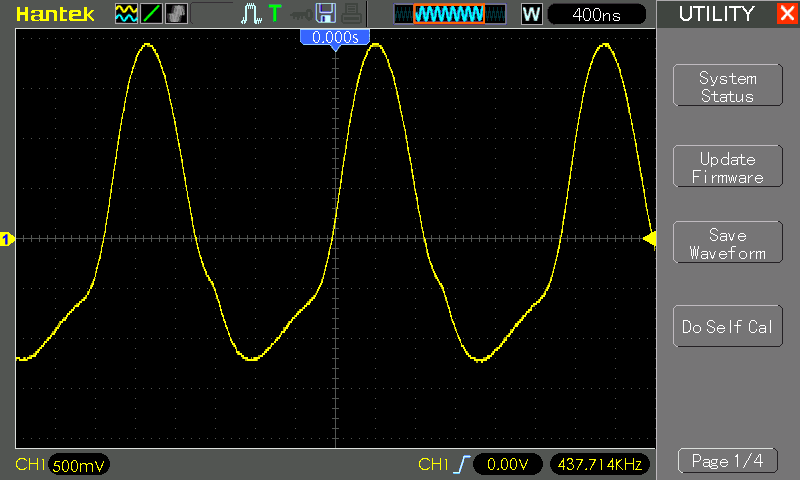 Hantek
T
W
400ns
UTILITY
X
0.000s
System
Status
Update
Firmware
Save
Waveform
1
Do Self Cal
CH1 500mV
CH1 0.00V
437.714KHz
Page 1/4